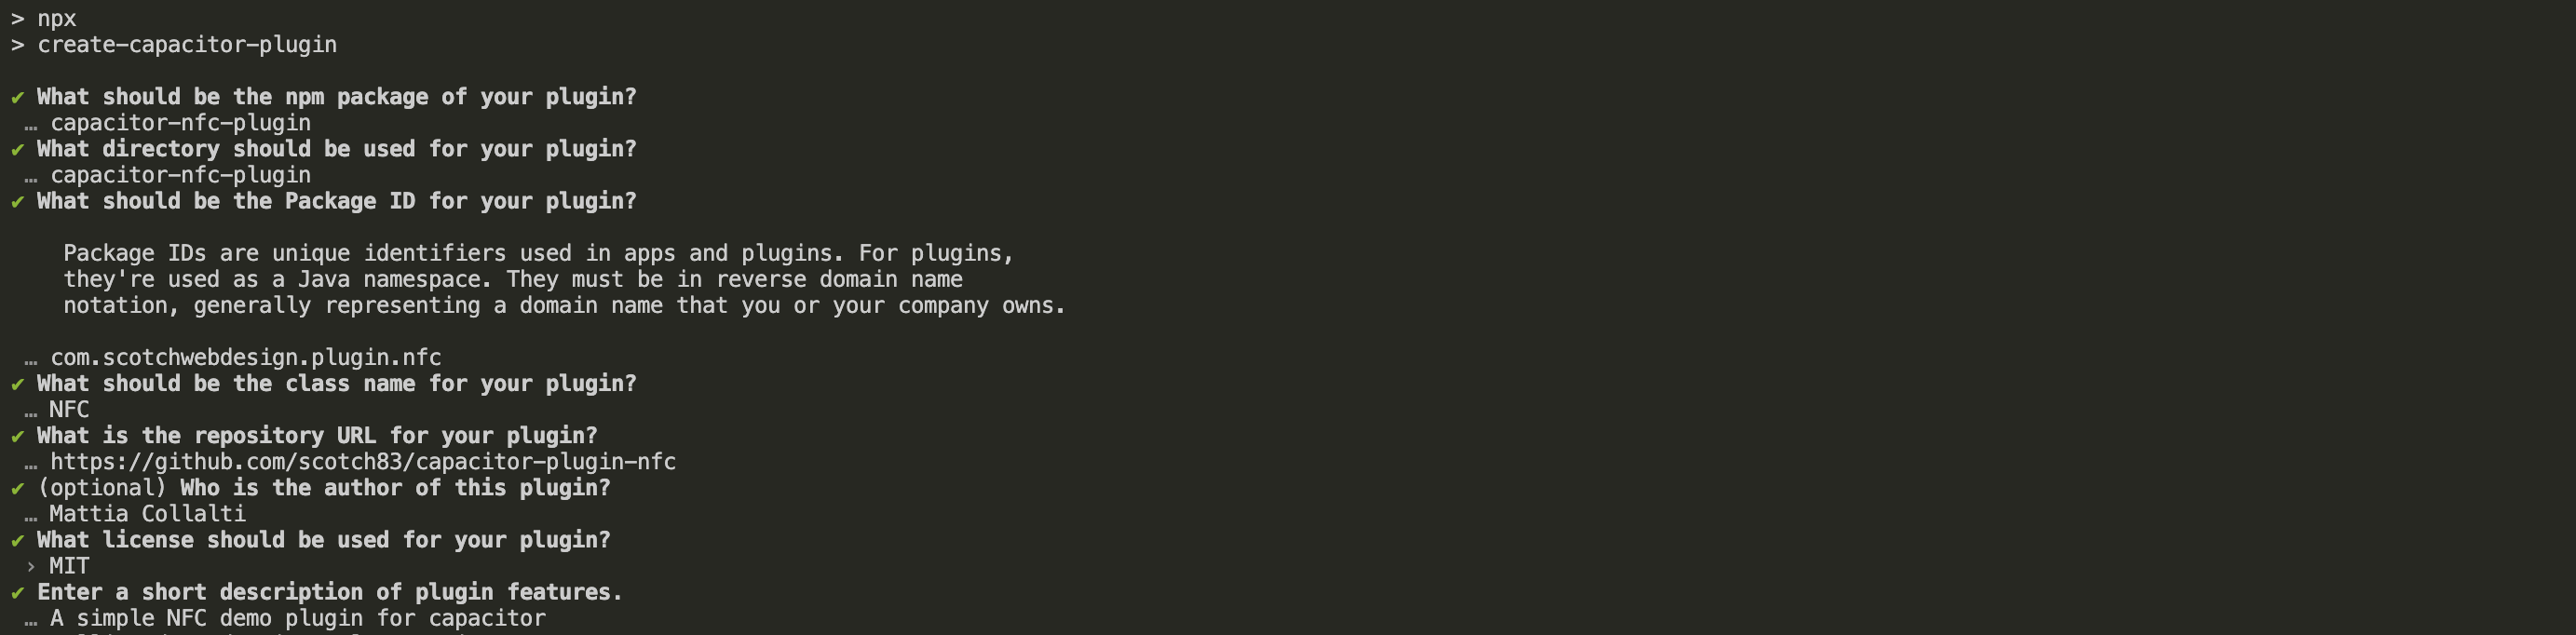 > npx
> create-capacitor-plugin
✔ What should be the npm package of your plugin?
… capacitor-nfc-plugin
✔ What directory should be used for your plugin?
… capacitor-nfc-plugin
✔ What should be the Package ID for your plugin?
Package IDs are unique identifiers used in apps and plugins. For plugins,
they're used as a Java namespace. They must be in reverse domain name
notation, generally representing a domain name that you or your company owns.
… com.scotchwebdesign.plugin.nfc
✔ What should be the class name for your plugin?
… NFC
✔ What is the repository URL for your plugin?
… https://github.com/scotch83/capacitor-plugin-nfc
✔ (optional) Who is the author of this plugin?
… Mattia Collalti
✔ What license should be used for your plugin?
› MIT
✔ Enter a short description of plugin features.
… A simple NFC demo plugin for capacitor